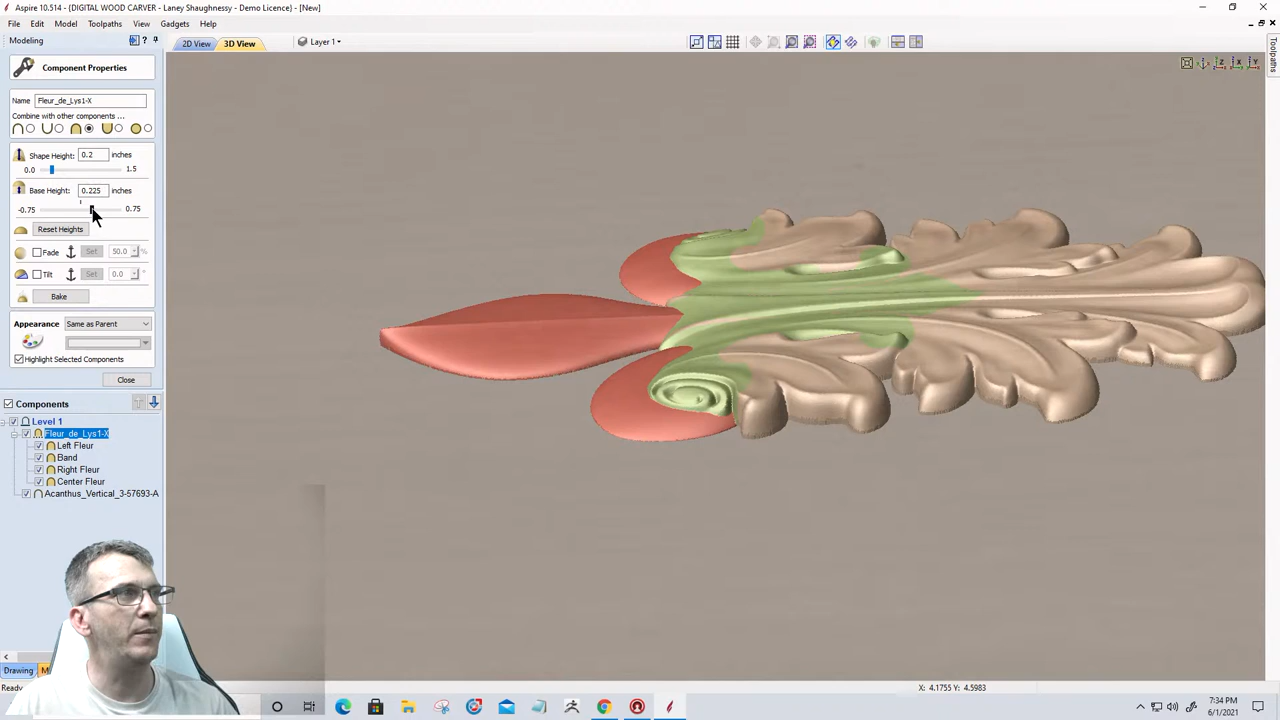 Aspire 10.514 - (DIGITAL WOOD CARVER - Laney Shaughnessy - Demo Licence) - [New]
File Edit Model Toolpaths View Gadgets Help
Modeling
2D View 3D View Layer 1
Toolpaths
Component Properties
Name Fleur_de_Lys1-X
Combine with other components ...
Shape Height: 0.2 inches
0.0 1.5
Base Height: 0.225 inches
-0.75 0.75
Reset Heights
Fade Set 50.0 %
Tilt Set 0.0 °
Bake
Appearance Same as Parent
Highlight Selected Components
Close
Components
Level 1
Fleur_de_Lys1-X
Left Fleur
Band
Right Fleur
Center Fleur
Acanthus_Vertical_3-57693-A
Drawing
X: 4.1755 Y: 4.5983
7:34 PM
6/1/2021